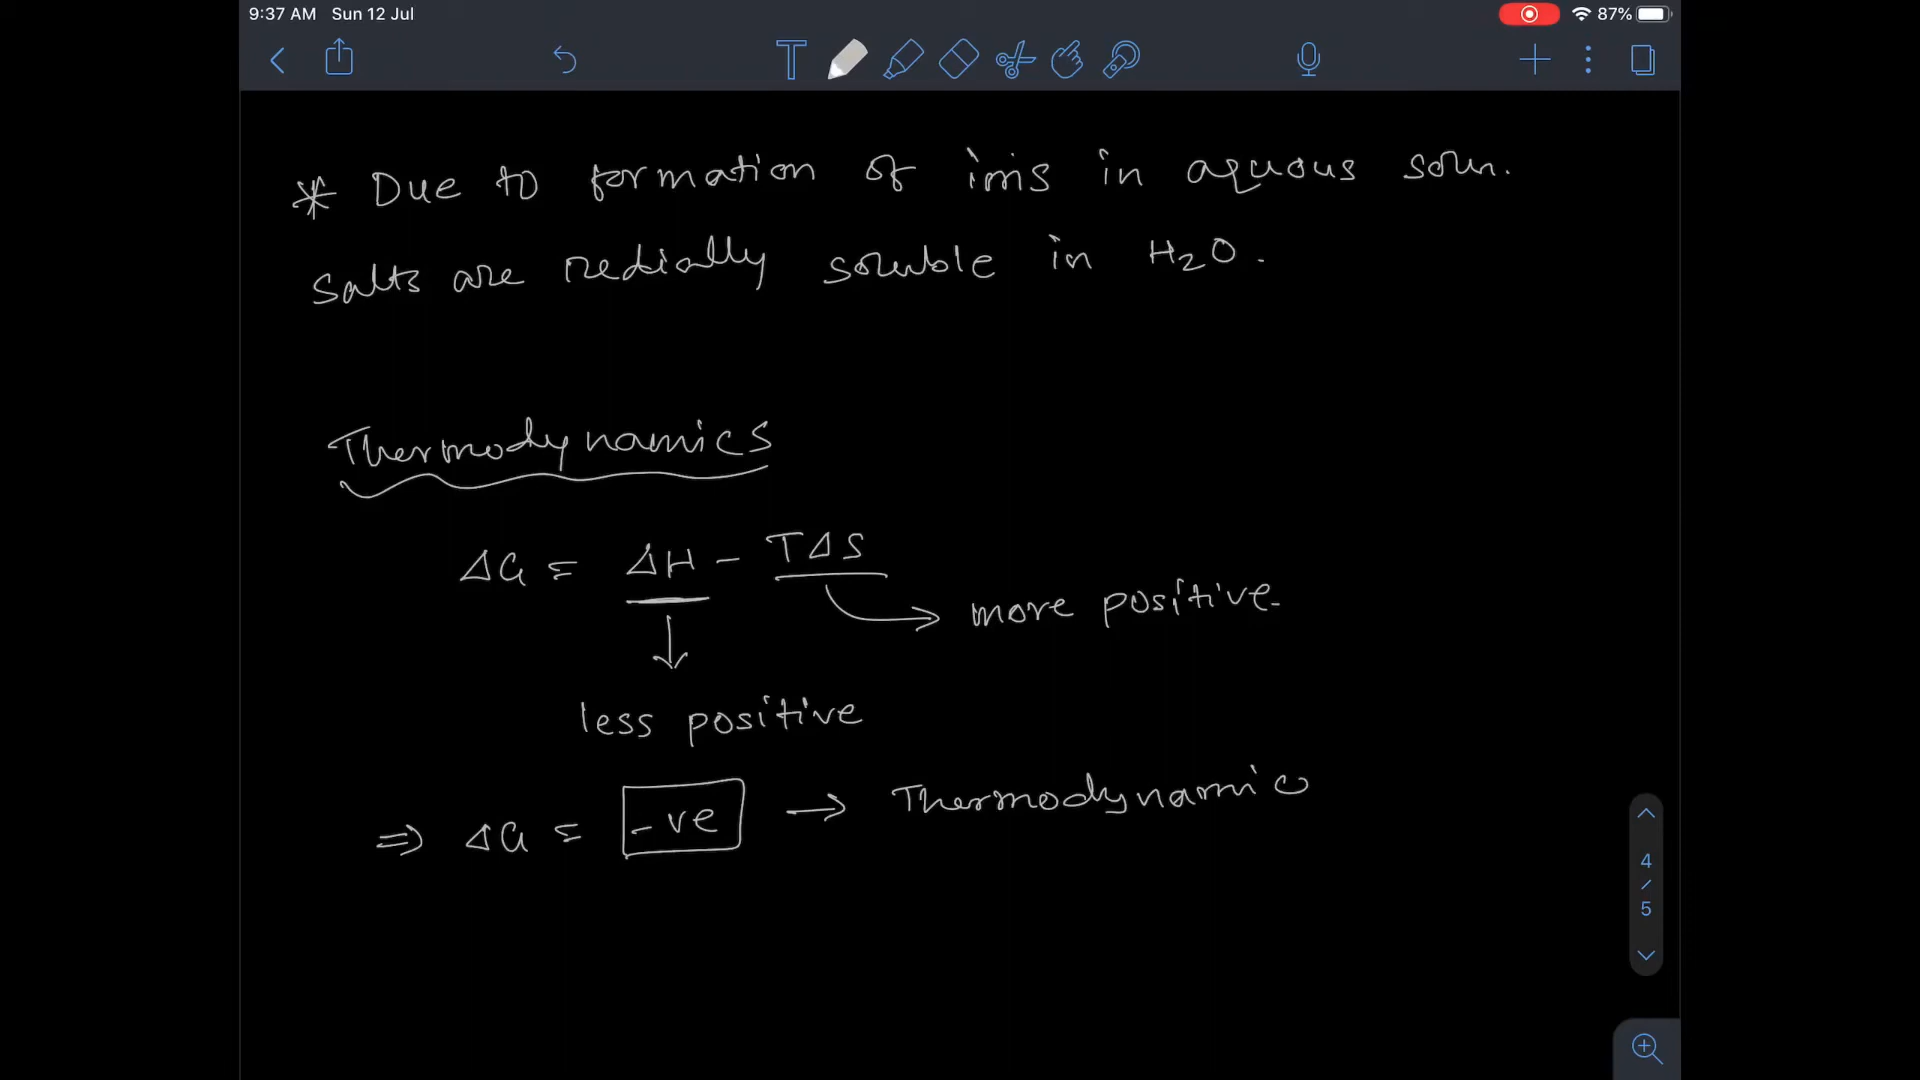 9:37 AM Sun 12 Jul
87%
* Due to formation of ions in aquous soln.
salts are redially soluble in H₂O.
Thermodynamics
ΔG = ΔH - TΔS
more positive.
less positive
⇒ ΔG = -ve → Thermodynamic
4
/
5